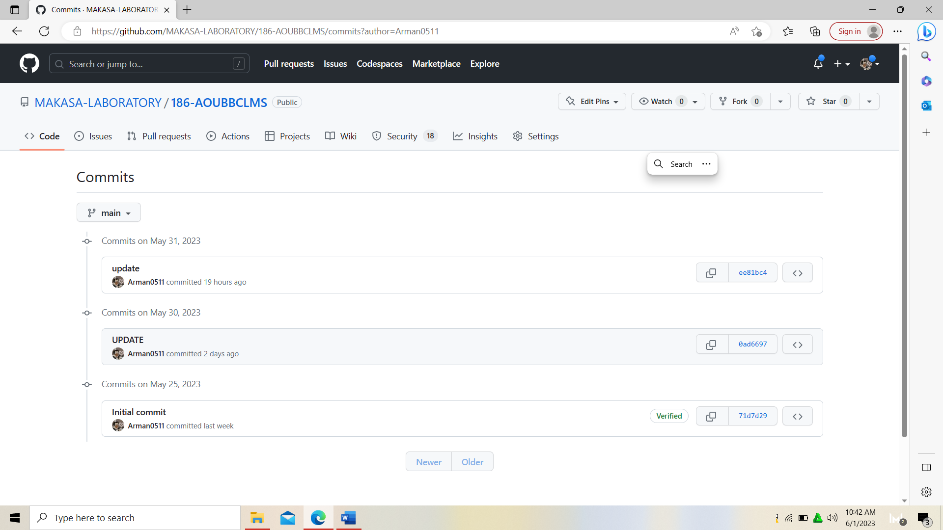 Commits · MAKASA-LABORATOR
https://github.com/MAKASA-LABORATORY/186-AOUBBCLMS/commits?author=Arman0511
Sign in
Search or jump to... /
Pull requests Issues Codespaces Marketplace Explore
MAKASA-LABORATORY / 186-AOUBBCLMS Public
Edit Pins Watch 0 Fork 0 Star 0
Code Issues Pull requests Actions Projects Wiki Security 18 Insights Settings
Search ···
Commits
main
Commits on May 31, 2023
update
ee81bc4
Arman0511 committed 19 hours ago
Commits on May 30, 2023
UPDATE
0ad6697
Arman0511 committed 2 days ago
Commits on May 25, 2023
Initial commit
Verified 71d7d29
Arman0511 committed last week
Newer Older
Type here to search
10:42 AM
6/1/2023
3